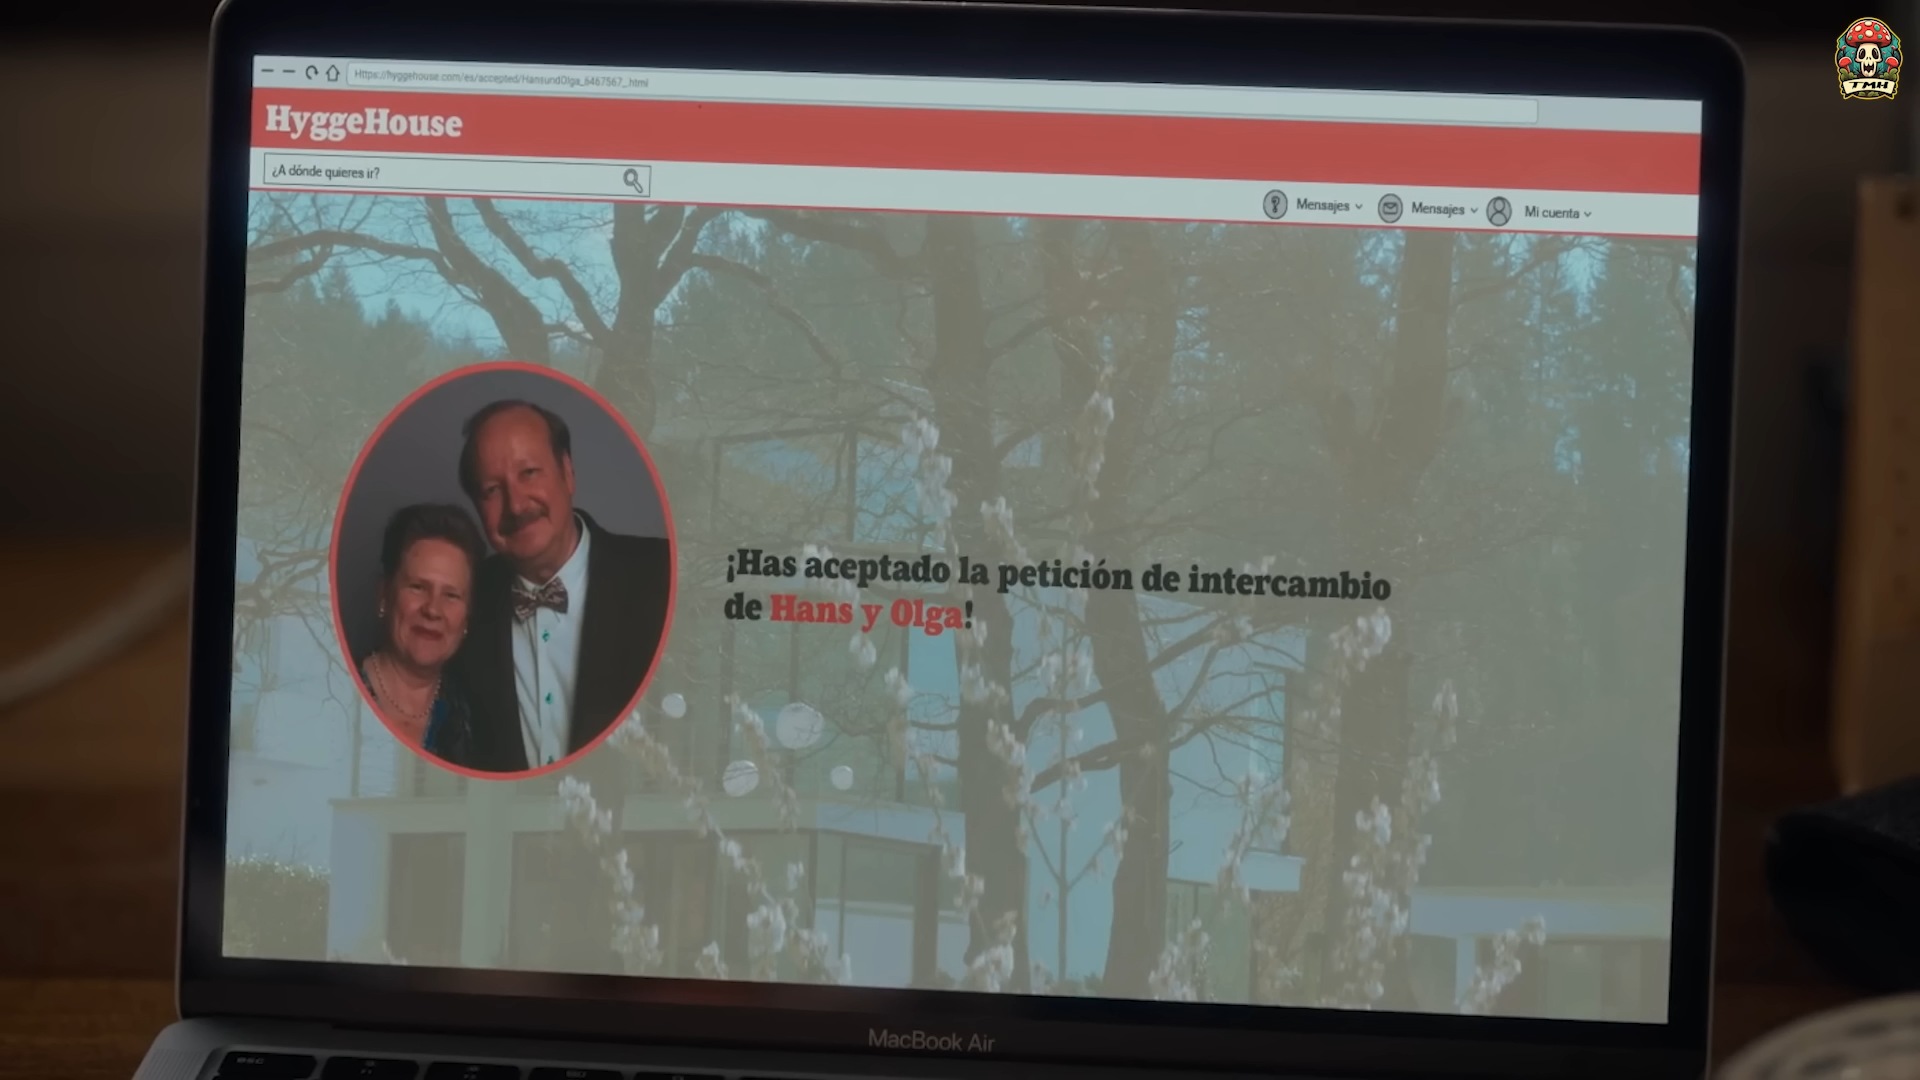 TMH
Https://hyggehouse.com/es/accepted/HansundOlga_6467567_.html
HyggeHouse
¿A dónde quieres ir?
? Mensajes
Mensajes
Mi cuenta
¡Has aceptado la petición de intercambio
de Hans y Olga!
MacBook Air
esc